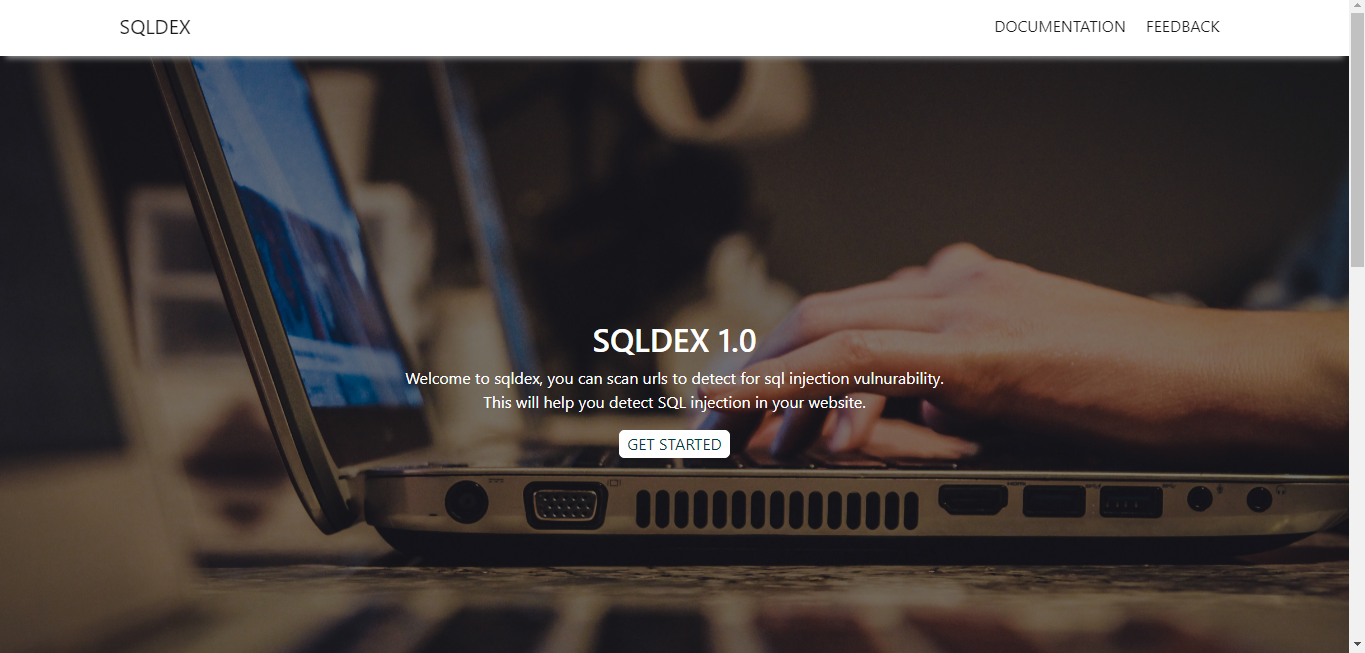 SQLDEX
DOCUMENTATION
FEEDBACK
SQLDEX 1.0
Welcome to sqldex, you can scan urls to detect for sql injection vulnurability.
This will help you detect SQL injection in your website.
GET STARTED